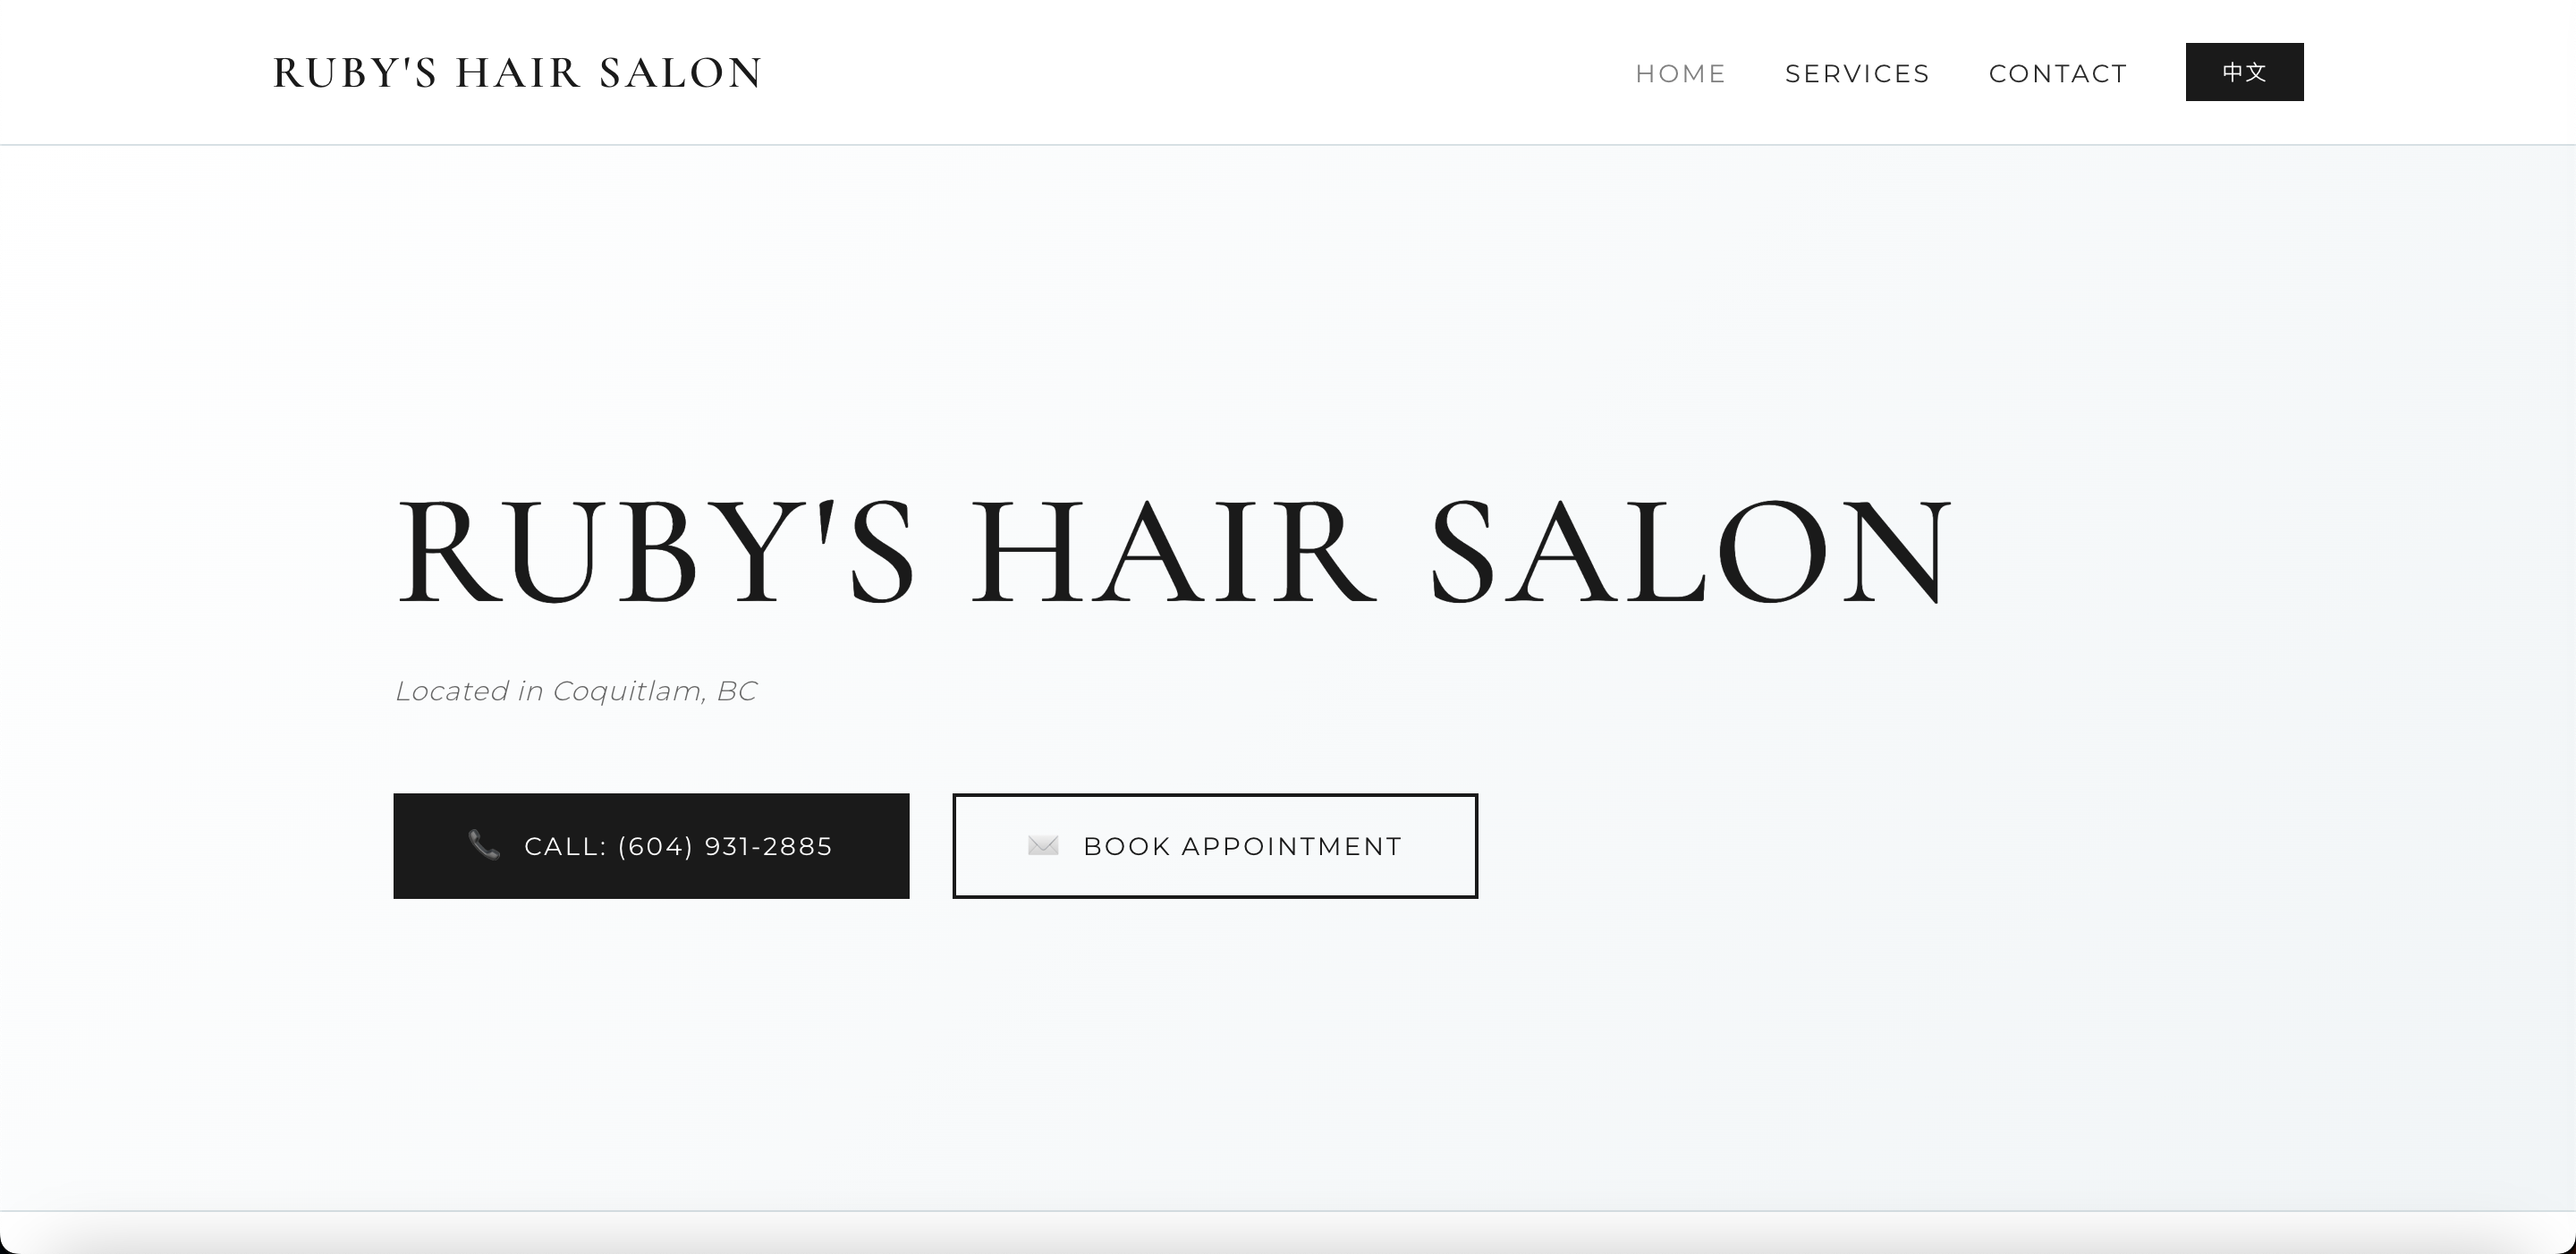 RUBY'S HAIR SALON
HOME SERVICES CONTACT 中文
RUBY'S HAIR SALON
Located in Coquitlam, BC
CALL: (604) 931-2885
BOOK APPOINTMENT